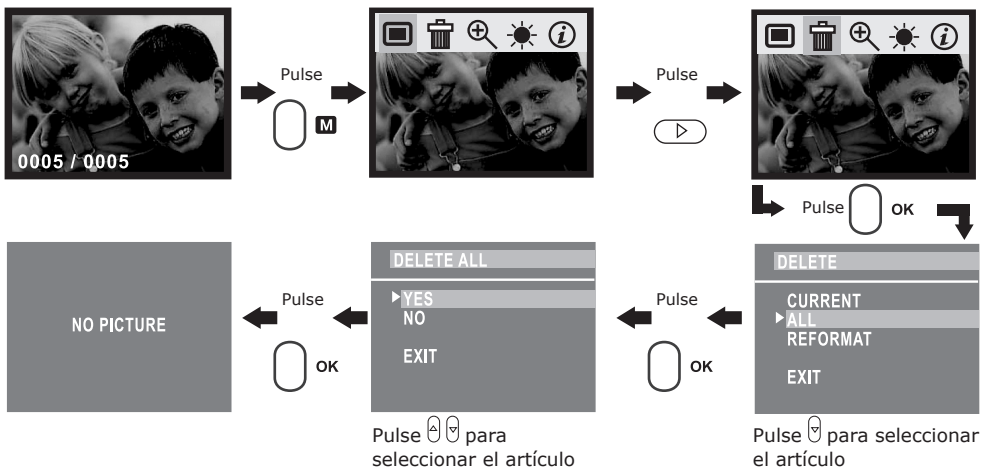 0005 / 0005
Pulse
M
Pulse
Pulse OK
DELETE
CURRENT
ALL
REFORMAT
EXIT
Pulse para seleccionar
el artículo
Pulse
OK
DELETE ALL
YES
NO
EXIT
Pulse para
seleccionar el artículo
Pulse
OK
NO PICTURE